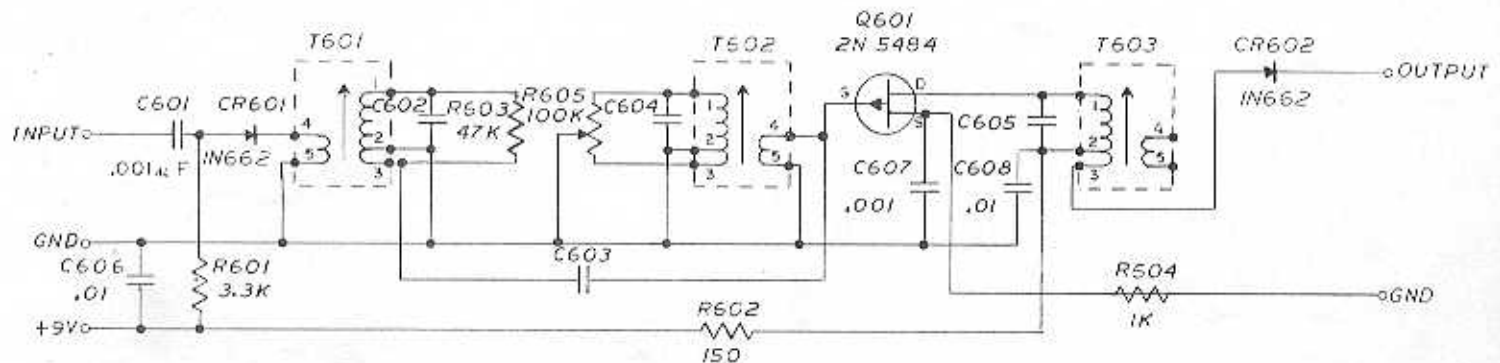 Q601
2N 5484
T601
T602
T603
CR602
OUTPUT
IN662
C601
CR601
INPUT
.001µF
IN662
4
5
2
3
C602
R603
47K
R605
100K
C604
1
2
3
4
5
G
D
S
C605
C607
.001
C608
.01
1
2
3
4
5
GND
C606
.01
R601
3.3K
C603
+9V
R602
150
R504
1K
GND